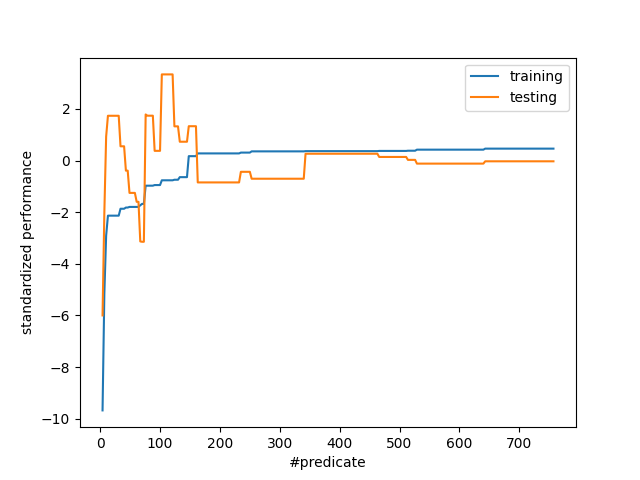 training
testing
2
0
−2
−4
−6
−8
−10
standardized performance
0 100 200 300 400 500 600 700
#predicate